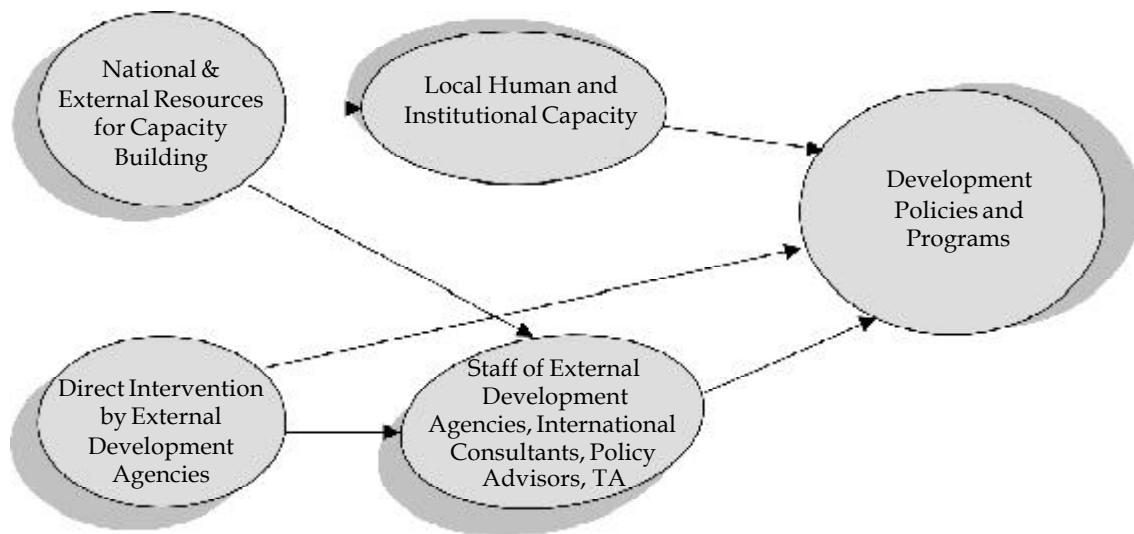 National &
External Resources
for Capacity
Building
Local Human and
Institutional Capacity
Development
Policies and
Programs
Direct Intervention
by External
Development
Agencies
Staff of External
Development
Agencies, International
Consultants, Policy
Advisors, TA